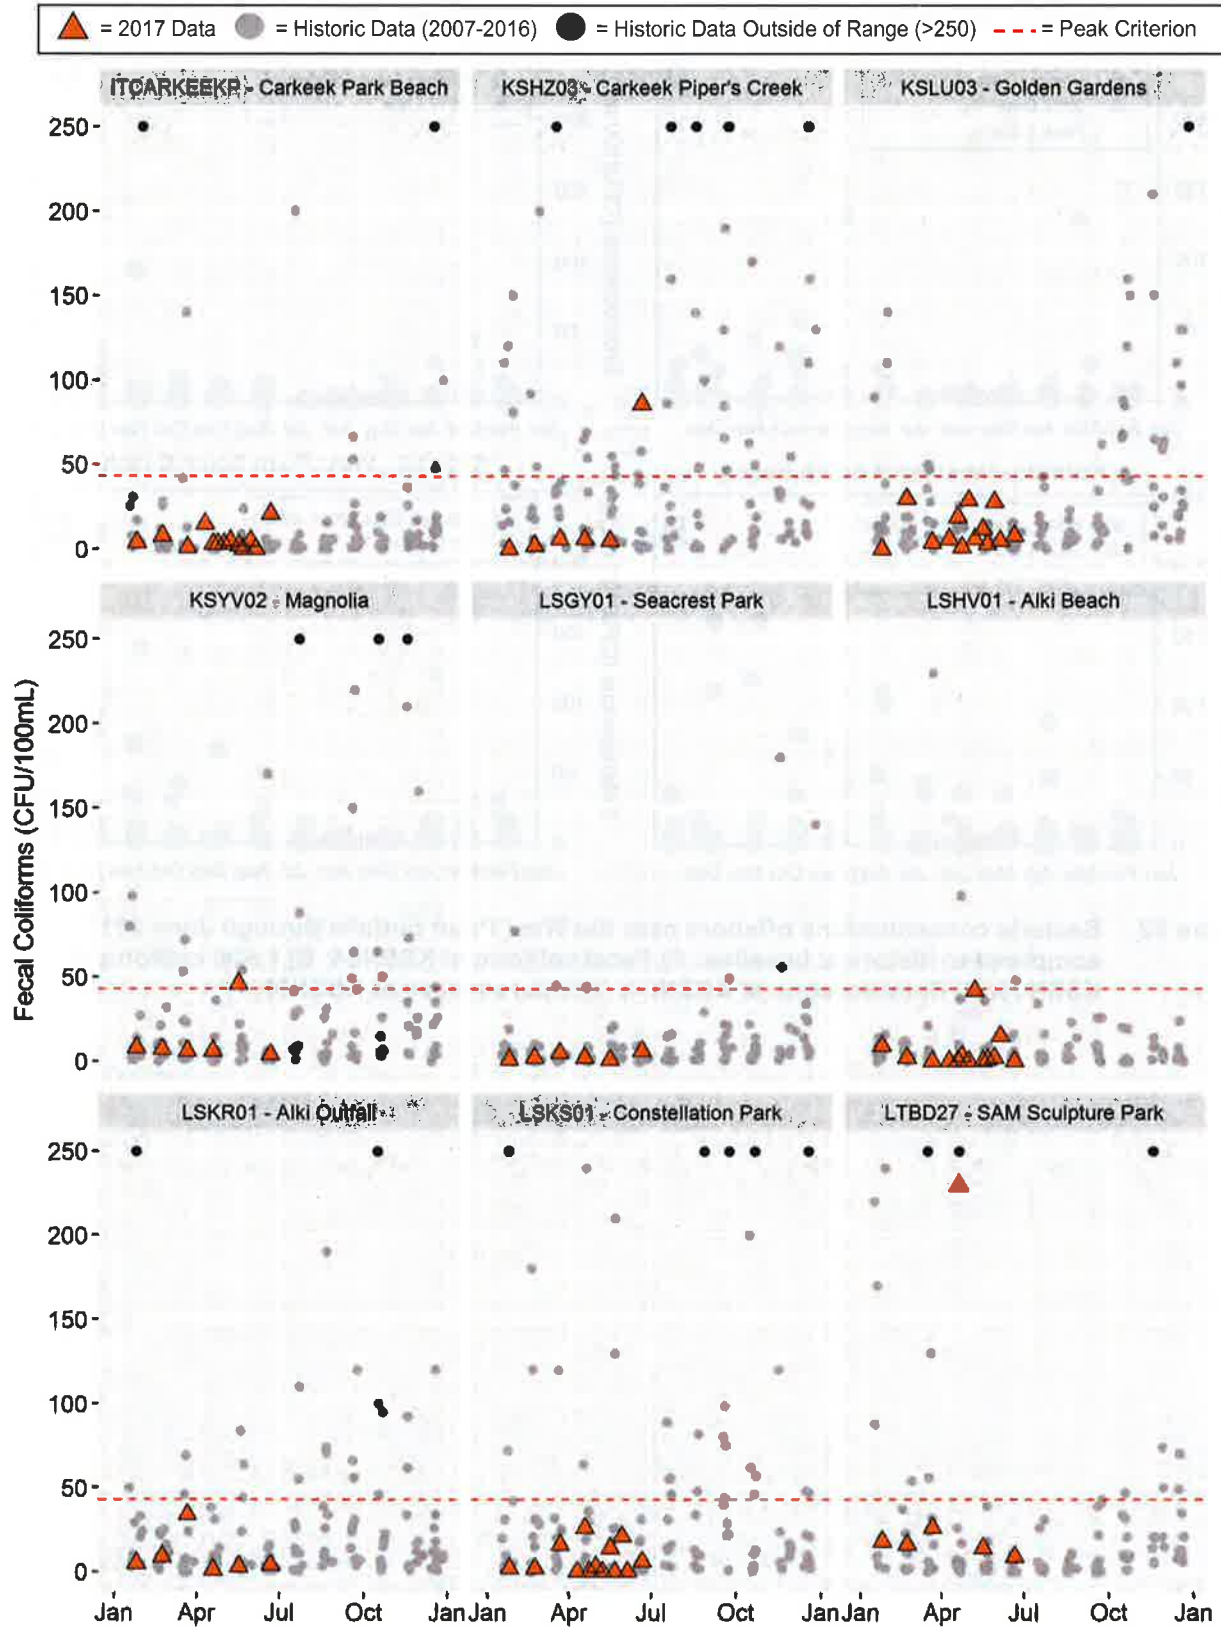 = 2017 Data = Historic Data (2007-2016) = Historic Data Outside of Range (>250) = Peak Criterion
ITCARKEEKP - Carkeek Park Beach
KSHZ03 - Carkeek Piper's Creek
KSLU03 - Golden Gardens
250
200
150
100
50
0
KSYV02 - Magnolia
LSGY01 - Seacrest Park
LSHV01 - Alki Beach
250
200
150
100
50
0
Fecal Coliforms (CFU/100mL)
LSKR01 - Alki Outfall
LSKS01 - Constellation Park
LTBD27 - SAM Sculpture Park
250
200
150
100
50
0
Jan Apr Jul Oct Jan
Jan Apr Jul Oct Jan
Jan Apr Jul Oct Jan